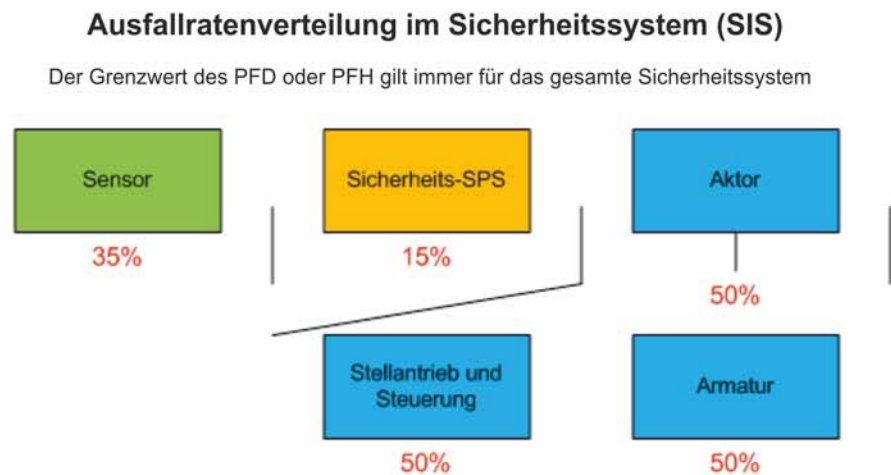 Ausfallratenverteilung im Sicherheitssystem (SIS)
Der Grenzwert des PFD oder PFH gilt immer für das gesamte Sicherheitssystem
Sensor
Sicherheits-SPS
Aktor
35%
15%
50%
Stellantrieb und
Steuerung
Armatur
50%
50%